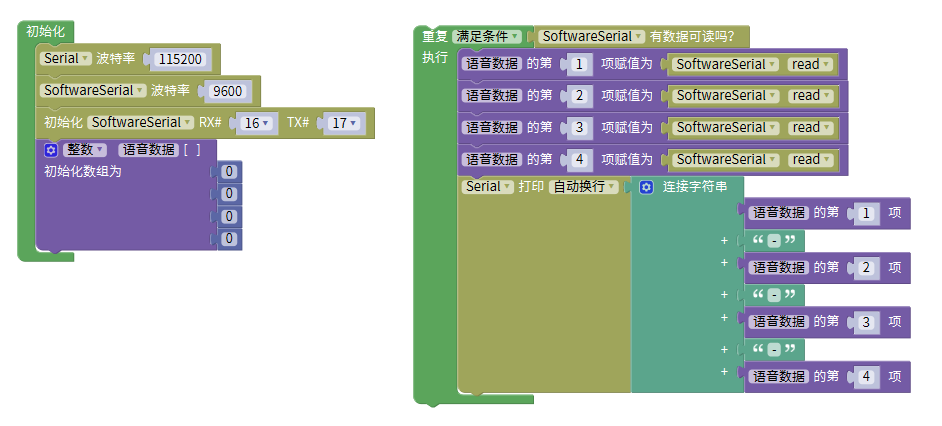 初始化
Serial 波特率 115200
SoftwareSerial 波特率 9600
初始化 SoftwareSerial RX# 16 TX# 17
整数 语音数据 [ ]
初始化数组为 0
0
0
0
重复 满足条件 SoftwareSerial 有数据可读吗?
执行 语音数据 的第 1 项赋值为 SoftwareSerial read
语音数据 的第 2 项赋值为 SoftwareSerial read
语音数据 的第 3 项赋值为 SoftwareSerial read
语音数据 的第 4 项赋值为 SoftwareSerial read
Serial 打印 自动换行 连接字符串
语音数据 的第 1 项
+ “ - ”
+ 语音数据 的第 2 项
+ “ - ”
+ 语音数据 的第 3 项
+ “ - ”
+ 语音数据 的第 4 项